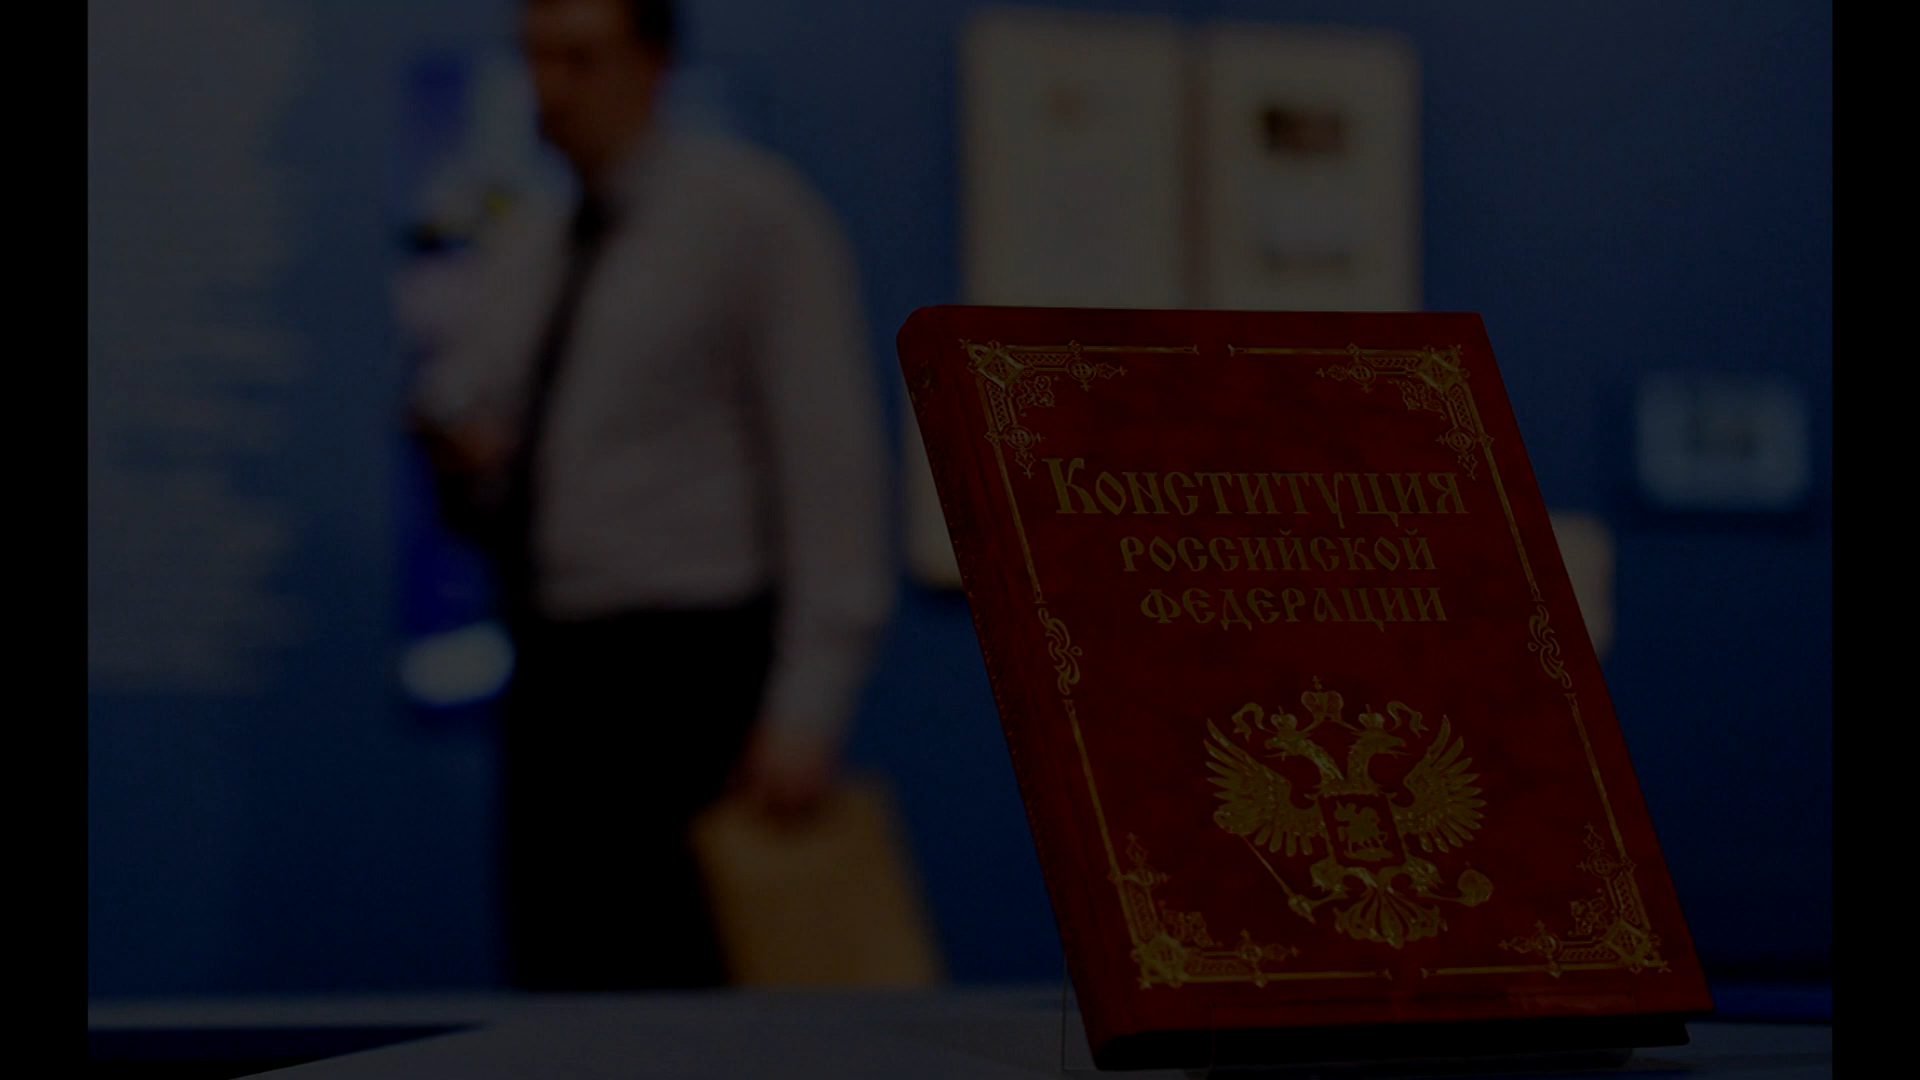 Конституция
российской
федерации